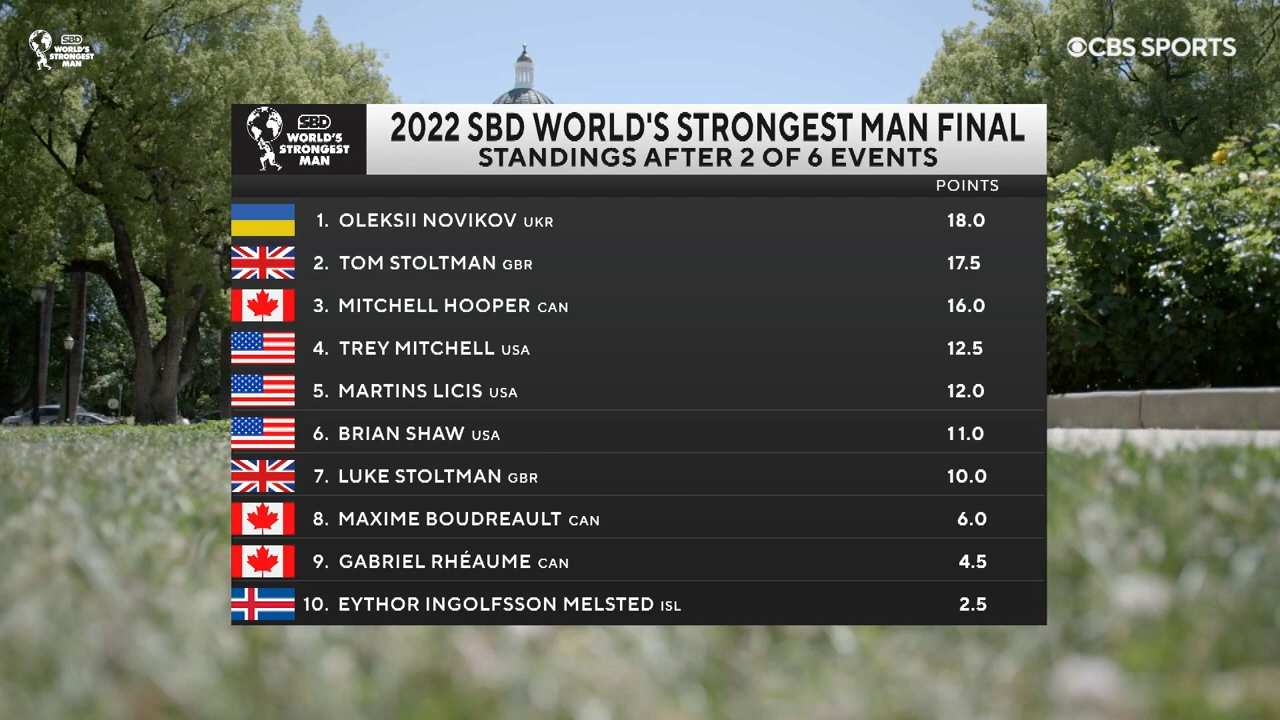 SBD
WORLD'S
STRONGEST
MAN
CBS SPORTS
SBD
WORLD'S
STRONGEST
MAN
2022 SBD WORLD'S STRONGEST MAN FINAL
STANDINGS AFTER 2 OF 6 EVENTS
POINTS
1. OLEKSII NOVIKOV UKR 18.0
2. TOM STOLTMAN GBR 17.5
3. MITCHELL HOOPER CAN 16.0
4. TREY MITCHELL USA 12.5
5. MARTINS LICIS USA 12.0
6. BRIAN SHAW USA 11.0
7. LUKE STOLTMAN GBR 10.0
8. MAXIME BOUDREAULT CAN 6.0
9. GABRIEL RHÉAUME CAN 4.5
10. EYTHOR INGOLFSSON MELSTED ISL 2.5